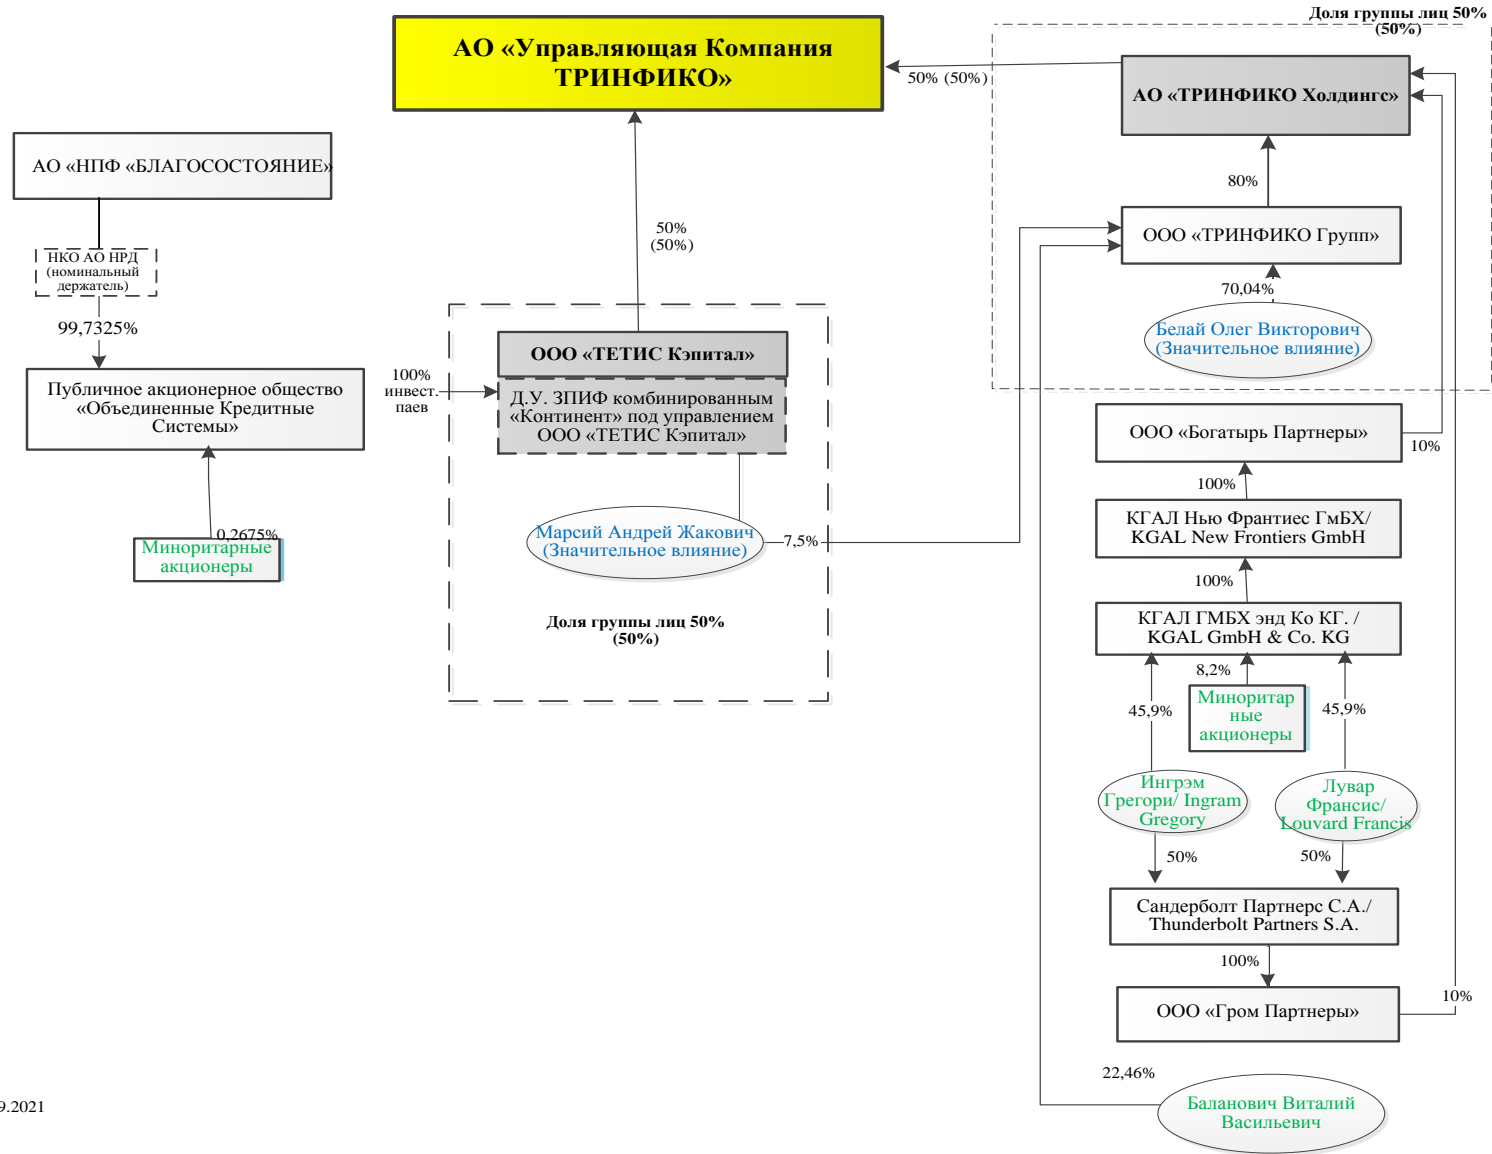 Доля группы лиц 50%
(50%)
АО «Управляющая Компания
ТРИНФИКО»
50% (50%)
АО «ТРИНФИКО Холдингс»
АО «НПФ «БЛАГОСОСТОЯНИЕ»
80%
50%
(50%)
ООО «ТРИНФИКО Групп»
НКО АО НРД
(номинальный
держатель)
70,04%
99,7325%
Белай Олег Викторович
(Значительное влияние)
ООО «ТЕТИС Кэпитал»
100%
инвест.
паев
Д.У. ЗПИФ комбинированным
«Континент» под управлением
ООО «ТЕТИС Кэпитал»
Публичное акционерное общество
«Объединенные Кредитные
Системы»
ООО «Богатырь Партнеры»
10%
100%
0,2675%
Миноритарные
акционеры
Марсий Андрей Жакович
(Значительное влияние)
7,5%
КГАЛ Нью Франтиес ГмБХ/
KGAL New Frontiers GmbH
100%
Доля группы лиц 50%
(50%)
КГАЛ ГМБХ энд Ко КГ. /
KGAL GmbH & Co. KG
8,2%
45,9%
Миноритар
ные
акционеры
45,9%
Ингрэм
Грегори/ Ingram
Gregory
Лувар
Франсис/
Louvard Francis
50%
50%
Сандерболт Партнерс С.А./
Thunderbolt Partners S.A.
100%
ООО «Гром Партнеры»
10%
22,46%
Баланович Виталий
Васильевич
9.2021